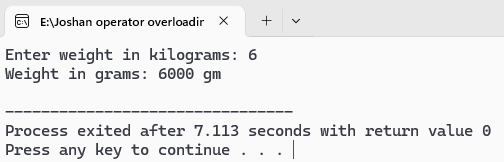 E:\Joshan operator overloadir
Enter weight in kilograms: 6
Weight in grams: 6000 gm
--------------------------------
Process exited after 7.113 seconds with return value 0
Press any key to continue . . .